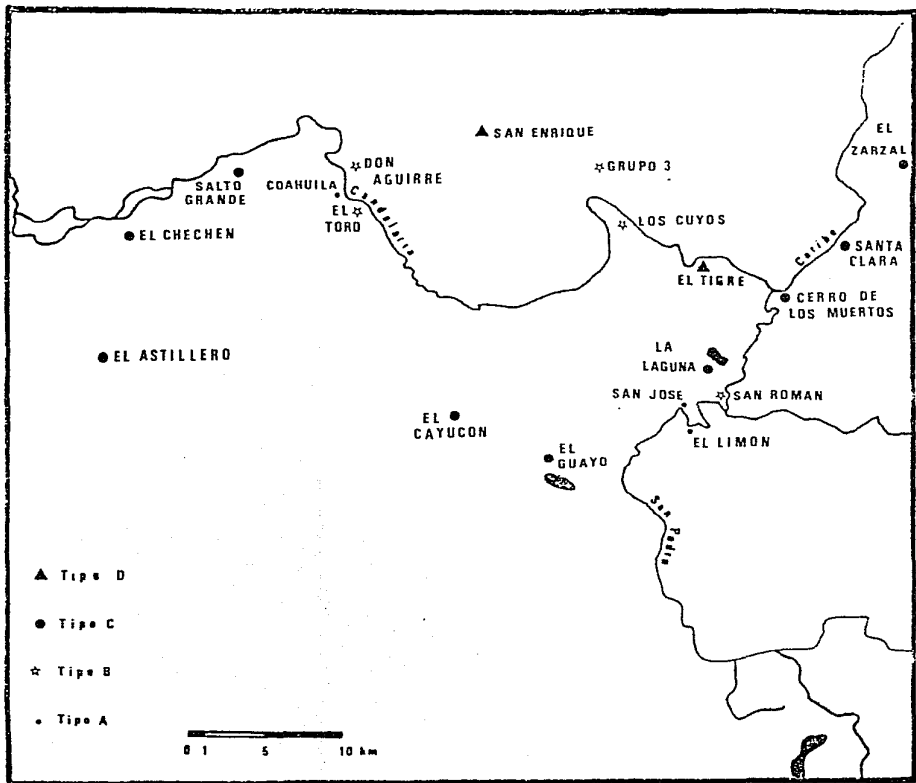 SAN ENRIQUE
EL
ZARZAL
DON
AGUIRRE
GRUPO 3
SALTO
GRANDE
COAHUILA
EL
TORO
Candelaria
LOS CUYOS
EL CHECHEN
Caribe
SANTA
CLARA
EL TIGRE
CERRO DE
LOS MUERTOS
EL ASTILLERO
LA
LAGUNA
SAN JOSE
SAN ROMAN
EL
CAYUCON
EL LIMON
EL
GUAYO
San
Pedro
Tipo D
Tipo C
Tipo B
Tipo A
0 1 5 10 km